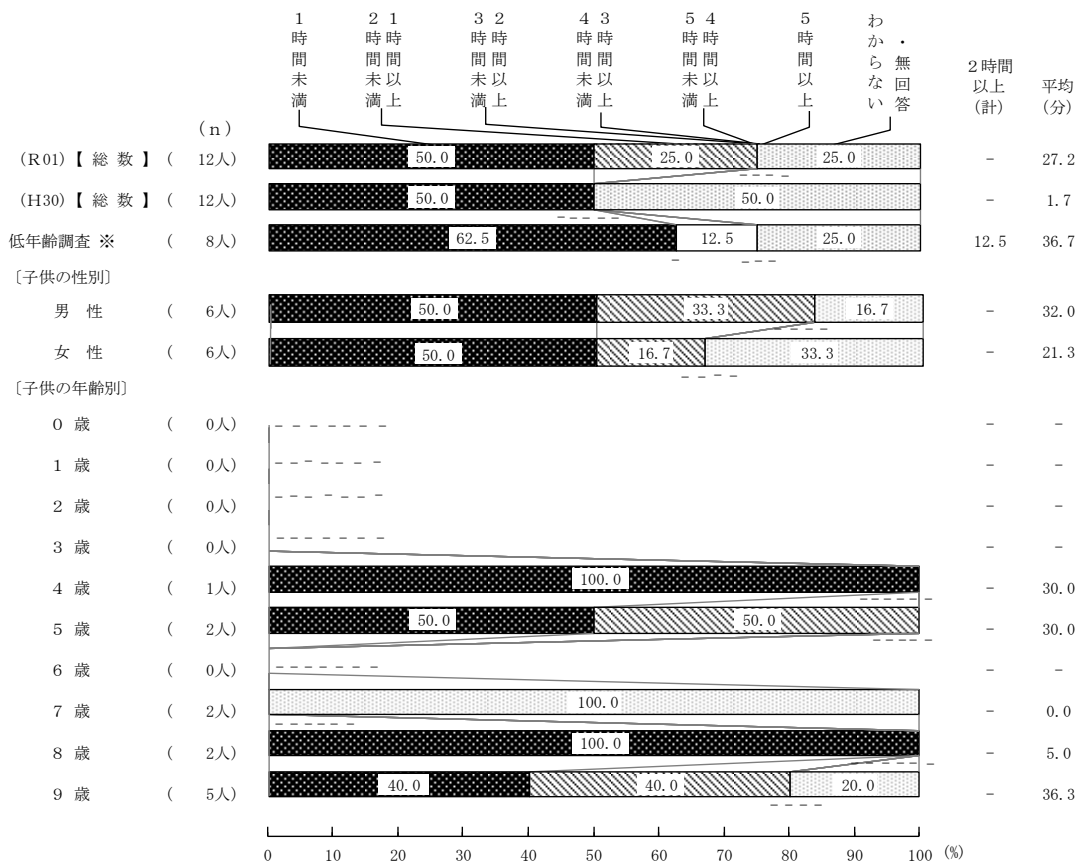 1時間未満
1時間以上
2時間未満
2時間以上
3時間未満
3時間以上
4時間未満
4時間以上
5時間未満
5時間以上
わからない
・無回答
2時間
以上
(計)
平均
(分)
(n)
(R01)【 総 数 】 ( 12人) 50.0 25.0 25.0 － 27.2
(H30)【 総 数 】 ( 12人) 50.0 50.0 － 1.7
低年齢調査 ※ ( 8人) 62.5 12.5 25.0 12.5 36.7
〔子供の性別〕
男 性 ( 6人) 50.0 33.3 16.7 － 32.0
女 性 ( 6人) 50.0 16.7 33.3 － 21.3
〔子供の年齢別〕
0 歳 ( 0人) － －
1 歳 ( 0人) － －
2 歳 ( 0人) － －
3 歳 ( 0人) － －
4 歳 ( 1人) 100.0 － 30.0
5 歳 ( 2人) 50.0 50.0 － 30.0
6 歳 ( 0人) － －
7 歳 ( 2人) 100.0 － 0.0
8 歳 ( 2人) 100.0 － 5.0
9 歳 ( 5人) 40.0 40.0 20.0 － 36.3
0 10 20 30 40 50 60 70 80 90 100 (%)